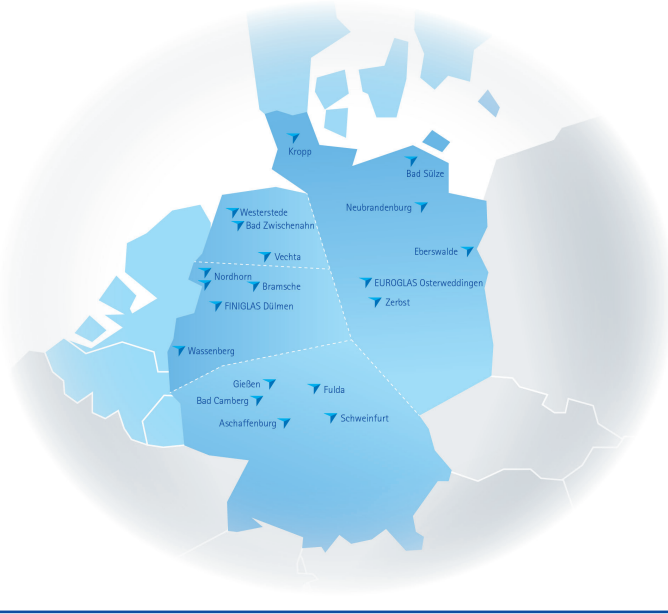 Kropp
Bad Sülze
Neubrandenburg
Westerstede
Bad Zwischenahn
Eberswalde
Vechta
Nordhorn
Bramsche
EUROGLAS Osterweddingen
Zerbst
FINIGLAS Dülmen
Wassenberg
Gießen
Fulda
Bad Camberg
Aschaffenburg
Schweinfurt